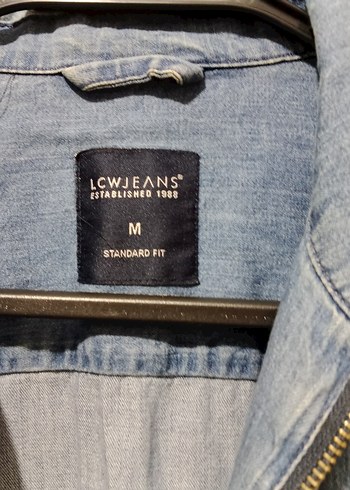 LCWJEANS®
ESTABLISHED 1988
M
STANDARD FIT